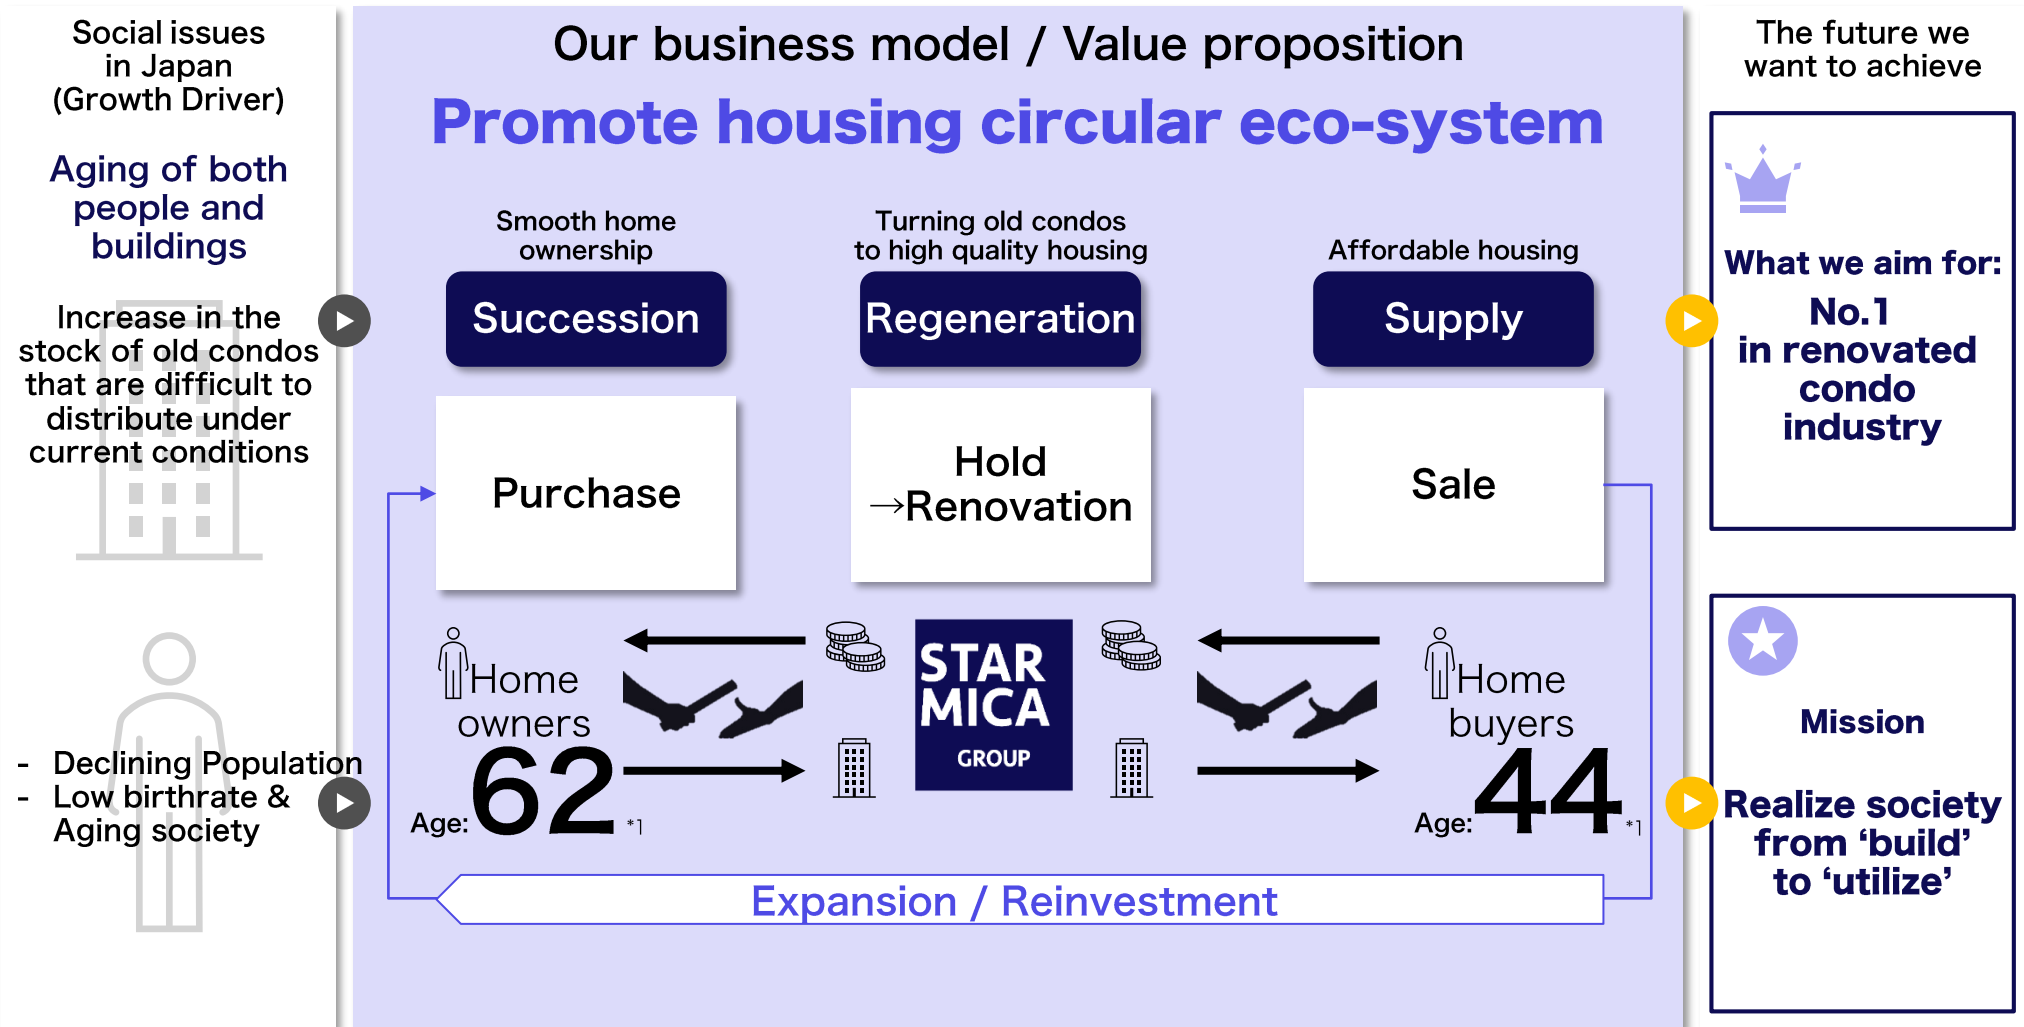 Social issues
in Japan
(Growth Driver)
Aging of both
people and
buildings
Increase in the
stock of old condos
that are difficult to
distribute under
current conditions
- Declining Population
- Low birthrate &
Aging society
Our business model / Value proposition
Promote housing circular eco-system
Smooth home
ownership
Succession
Purchase
Turning old condos
to high quality housing
Regeneration
Hold
→Renovation
Affordable housing
Supply
Sale
Home
owners
Age: 62 *1
STAR
MICA
GROUP
Home
buyers
Age: 44 *1
Expansion / Reinvestment
The future we
want to achieve
What we aim for:
No.1
in renovated
condo
industry
Mission
Realize society
from ‘build’
to ‘utilize’